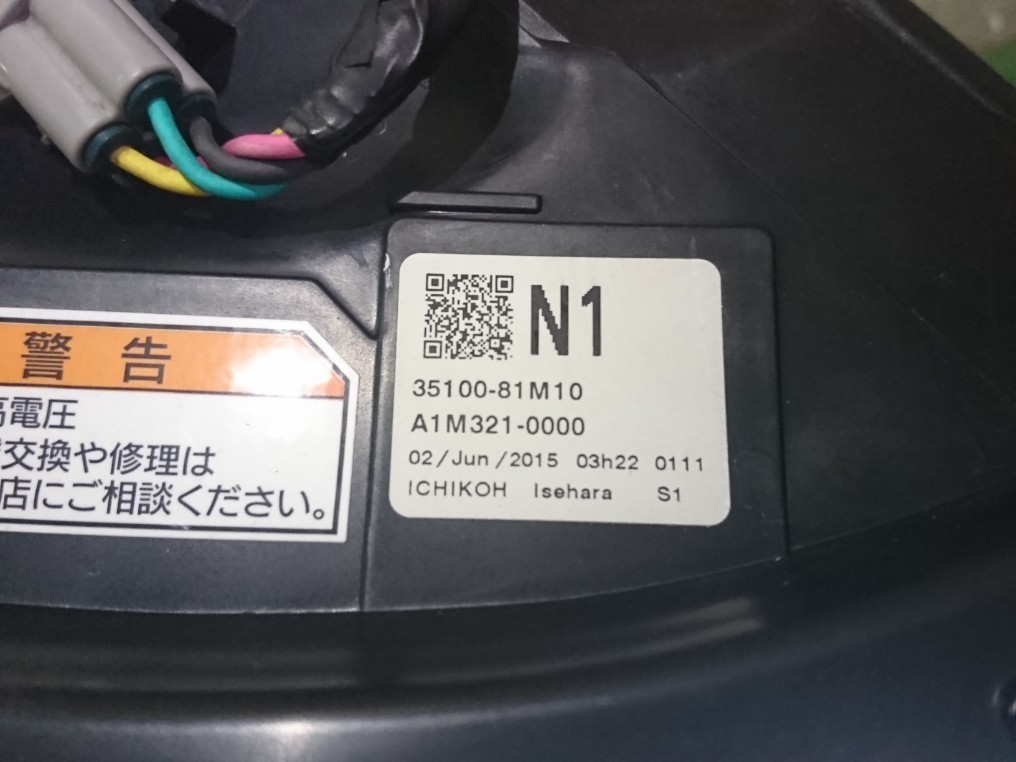 警告
高電圧
交換や修理は
店にご相談ください。
N1
35100-81M10
A1M321-0000
02/Jun/2015 03h22 0111
ICHIKOH Isehara S1